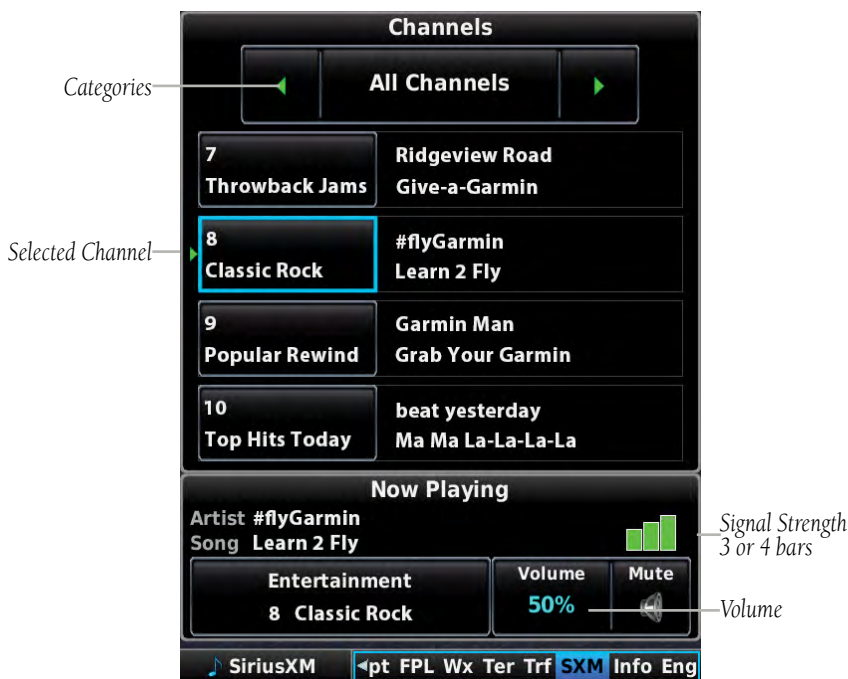 Channels
Categories
All Channels
7
Throwback Jams
Ridgeview Road
Give-a-Garmin
Selected Channel
8
Classic Rock
#flyGarmin
Learn 2 Fly
9
Popular Rewind
Garmin Man
Grab Your Garmin
10
Top Hits Today
beat yesterday
Ma Ma La-La-La-La
Now Playing
Artist #flyGarmin
Song Learn 2 Fly
Signal Strength
3 or 4 bars
Entertainment
8 Classic Rock
Volume
50%
Mute
Volume
SiriusXM
pt FPL Wx Ter Trf SXM Info Eng